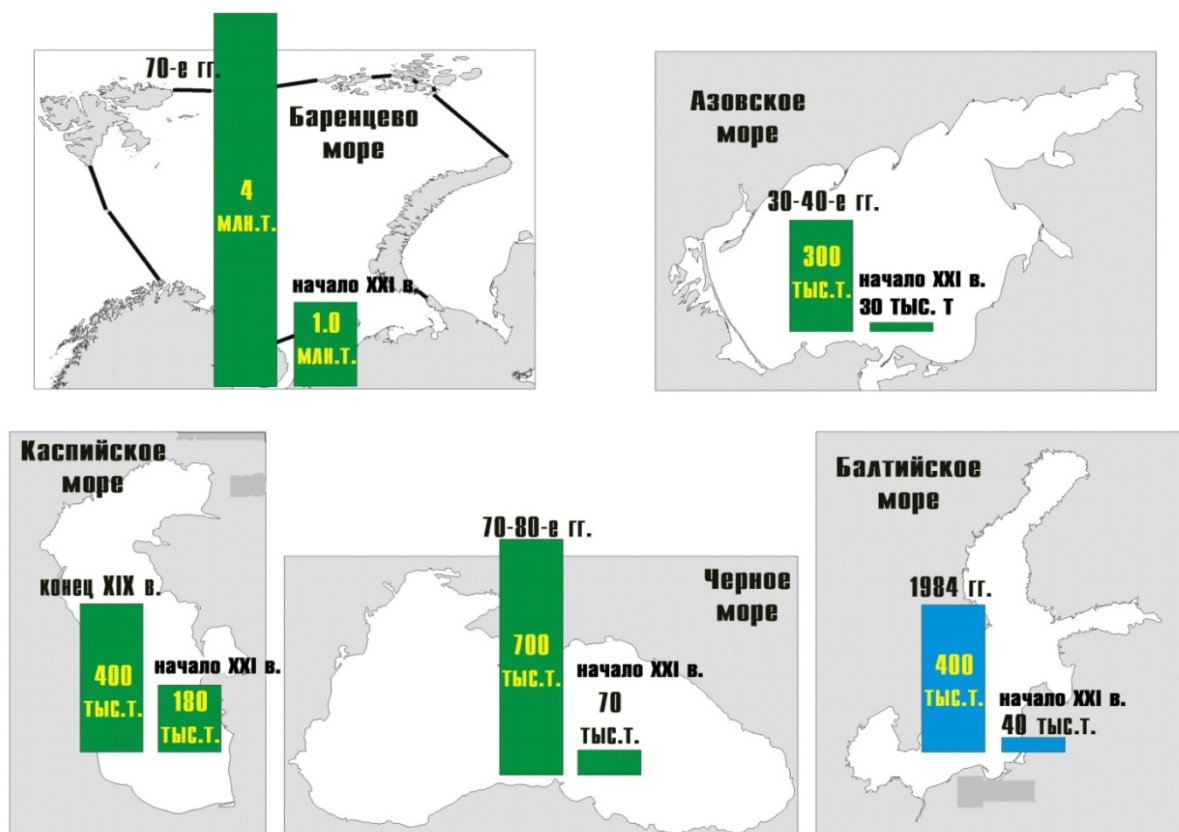 70-е гг.
Баренцево
море
4
млн.т.
начало XXI в.
1.0
млн.т.
Азовское
море
30-40-е гг.
300
тыс.т.
начало XXI в.
30 тыс. т
Каспийское
море
конец XIX в.
400
тыс.т.
начало XXI в.
180
тыс.т.
70-80-е гг.
Черное
море
700
тыс.т.
начало XXI в.
70
тыс.т.
Балтийское
море
1984 гг.
400
тыс.т.
начало XXI в.
40 тыс.т.